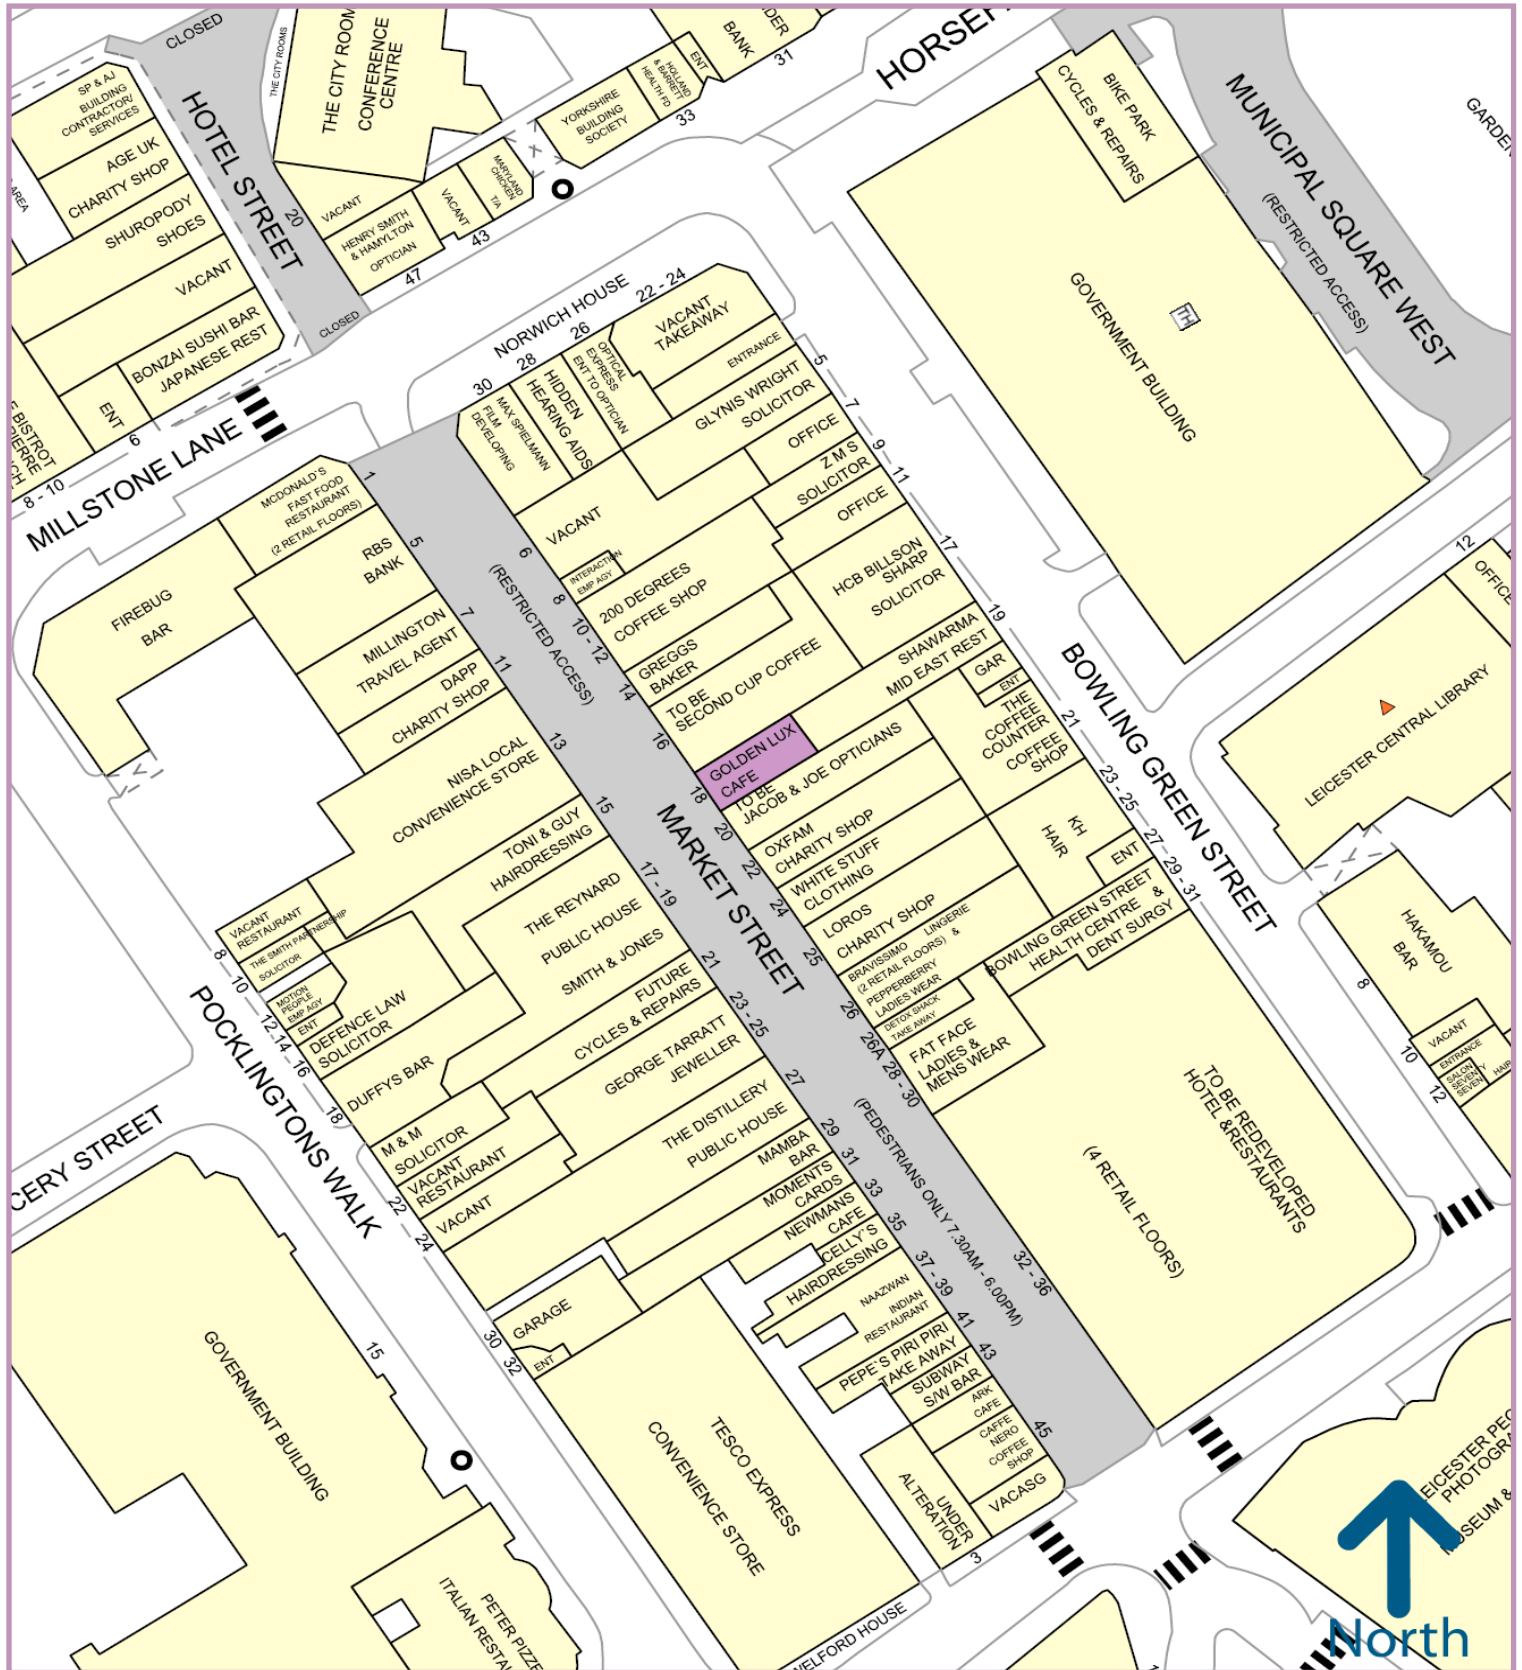 CLOSED
THE CITY ROOMS
THE CITY ROOM
CONFERENCE
CENTRE
BANK
31
ENT
HOLLAND
& BARRETT
HEALTH FD
33
YORKSHIRE
BUILDING
SOCIETY
HORSEF
CYCLES & REPAIRS
BIKE PARK
MUNICIPAL SQUARE WEST
(RESTRICTED ACCESS)
GARDEN
SP & AJ
BUILDING
CONTRACTOR/
SERVICES
AGE UK
CHARITY SHOP
AREA
SHUROPODY
SHOES
VACANT
BONZAI SUSHI BAR
JAPANESE REST
ENT
6
8 - 10
BISTROT
PIERRE
HOTEL STREET
20
CLOSED
VACANT
HENRY SMITH
& HAMYLTON
OPTICIAN
VACANT
MARYLAND
CHICKEN
T/A
43
47
MILLSTONE LANE
NORWICH HOUSE
22 - 24
26
28
30
VACANT
TAKEAWAY
ENTRANCE
OPTICAL
EXPRESS
ENT TO OPTICIAN
HIDDEN
HEARING AIDS
MAX SPIELMANN
FILM
DEVELOPING
GLYNIS WRIGHT
SOLICITOR
OFFICE
Z M S
SOLICITOR
OFFICE
HCB BILLSON
SHARP
SOLICITOR
5
7
9
11
17
19
GOVERNMENT BUILDING
TH
MCDONALD'S
FAST FOOD
RESTAURANT
(2 RETAIL FLOORS)
1
RBS
BANK
5
FIREBUG
BAR
MILLINGTON
TRAVEL AGENT
7
DAPP
CHARITY SHOP
11
NISA LOCAL
CONVENIENCE STORE
13
TONI & GUY
HAIRDRESSING
15
(RESTRICTED ACCESS)
VACANT
6
INTERACTION
EMP AGY
8
200 DEGREES
COFFEE SHOP
10 - 12
GREGGS
BAKER
14
TO BE
SECOND CUP COFFEE
16
GOLDEN LUX
CAFE
18
SHAWARMA
MID EAST REST
GAR
ENT
THE
COFFEE
COUNTER
COFFEE
SHOP
21
23 - 25
27
29 - 31
BOWLING GREEN STREET
TO BE
JACOB & JOE OPTICIANS
20
OXFAM
CHARITY SHOP
22
WHITE STUFF
CLOTHING
24
LOROS
CHARITY SHOP
25
KH
HAIR
ENT
BOWLING GREEN STREET
HEALTH CENTRE &
DENT SURGY
BRAVISSIMO LINGERIE
(2 RETAIL FLOORS) &
PEPPERBERRY
LADIES WEAR
26
DETOX SHACK
TAKE AWAY
26A
FAT FACE
LADIES &
MENS WEAR
28 - 30
MARKET STREET
12
OFFICE
LEICESTER CENTRAL LIBRARY
HAKAMOU
BAR
8
VACANT
10
ENTRANCE
SALON
SEVENTY
SEVEN
HAIR
12
TO BE REDEVELOPED
HOTEL &RESTAURANTS
(4 RETAIL FLOORS)
32 - 36
(PEDESTRIANS ONLY 7.30AM - 6.00PM)
THE REYNARD
PUBLIC HOUSE
17 - 19
SMITH & JONES
21
FUTURE
CYCLES & REPAIRS
23 - 25
GEORGE TARRATT
JEWELLER
27
THE DISTILLERY
PUBLIC HOUSE
29
MAMBA
BAR
31
MOMENTS
CARDS
33
NEWMANS
CAFE
35
CELLY'S
HAIRDRESSING
37 - 39
NAAZWAN
INDIAN
RESTAURANT
41
PEPE'S PIRI PIRI
TAKE AWAY
43
SUBWAY
S/W BAR
ARK
CAFE
CAFFE
NERO
COFFEE
SHOP
45
VACASG
UNDER
ALTERATION
3
VACANT
RESTAURANT
8
THE SMITH PARTNERSHIP
SOLICITOR
10
MOTION
PEOPLE
EMP AGY
ENT
12,14
16
DEFENCE LAW
SOLICITOR
DUFFYS BAR
18
M & M
SOLICITOR
VACANT
RESTAURANT
22
VACANT
24
POCKLINGTONS WALK
CERY STREET
GARAGE
ENT
30
32
TESCO EXPRESS
CONVENIENCE STORE
WELFORD HOUSE
GOVERNMENT BUILDING
15
PETER PIZZE
ITALIAN RESTA
LEICESTER PEO
PHOTOGRA
MUSEUM &
North